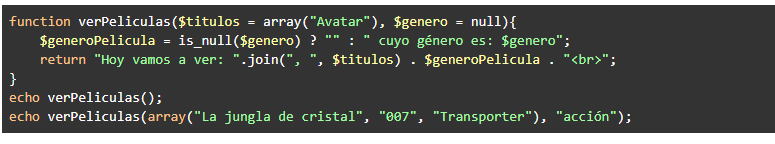 function verPeliculas($titulos = array("Avatar"), $genero = null){
    $generoPelicula = is_null($genero) ? "" : " cuyo género es: $genero";
    return "Hoy vamos a ver: ".join(", ", $titulos) . $generoPelicula . "<br>";
}
echo verPeliculas();
echo verPeliculas(array("La jungla de cristal", "007", "Transporter"), "acción");